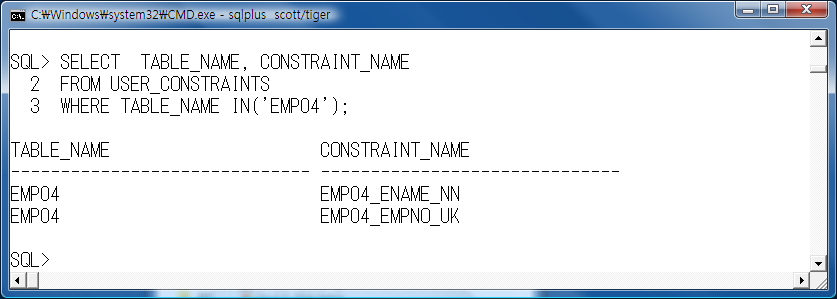 C:₩Windows₩system32₩CMD.exe - sqlplus  scott/tiger
SQL> SELECT  TABLE_NAME, CONSTRAINT_NAME
  2  FROM USER_CONSTRAINTS
  3  WHERE TABLE_NAME IN('EMP04');
TABLE_NAME                     CONSTRAINT_NAME
------------------------------ ------------------------------
EMP04                          EMP04_ENAME_NN
EMP04                          EMP04_EMPNO_UK
SQL>